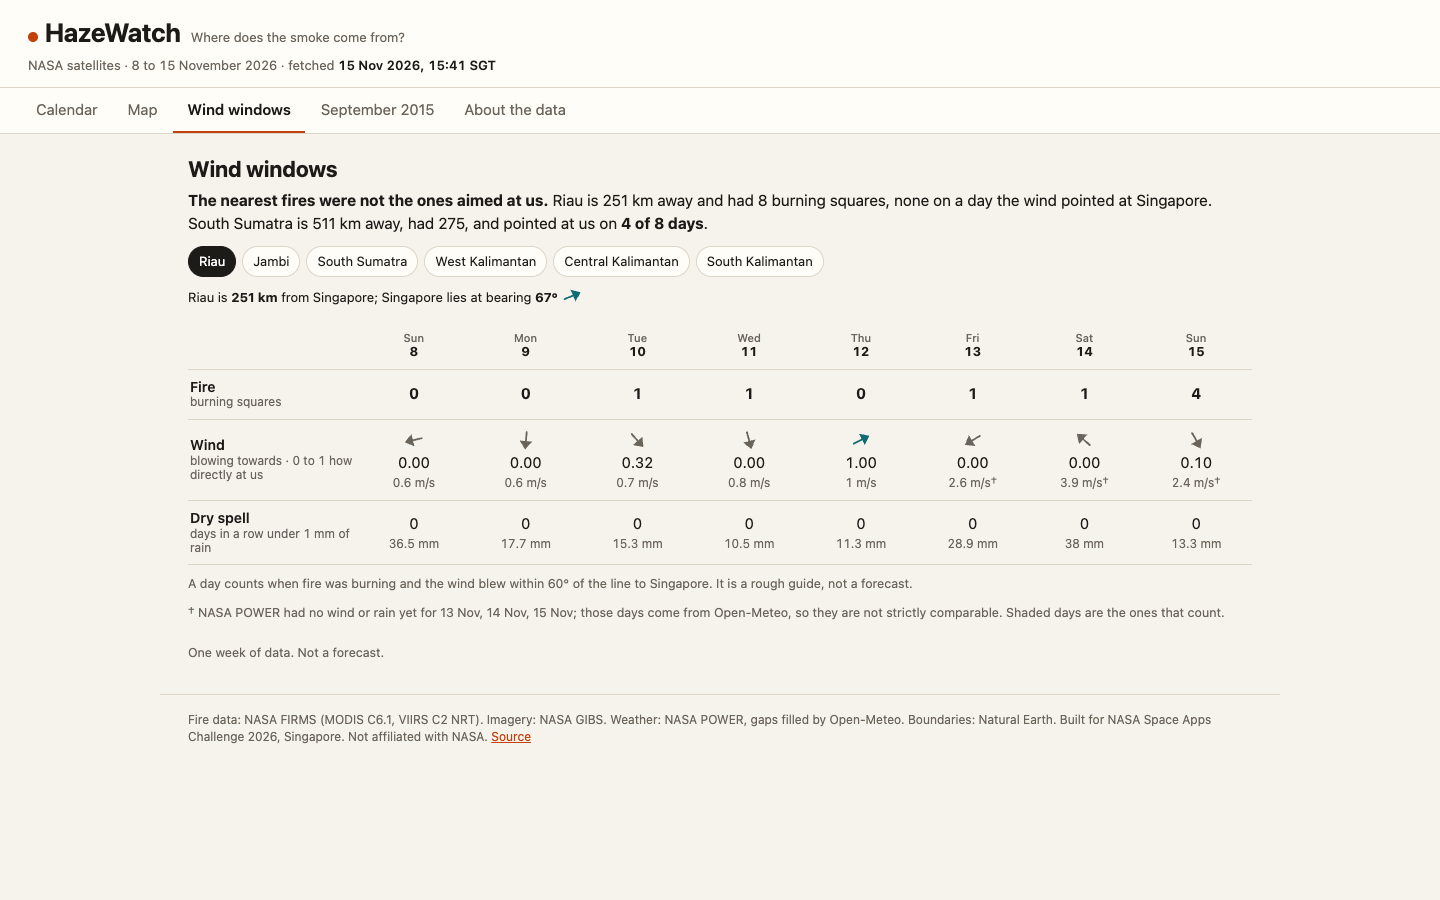 HazeWatch Where does the smoke come from?
NASA satellites · 8 to 15 November 2026 · fetched 15 Nov 2026, 15:41 SGT
Calendar Map Wind windows September 2015 About the data
Wind windows
The nearest fires were not the ones aimed at us. Riau is 251 km away and had 8 burning squares, none on a day the wind pointed at Singapore.
South Sumatra is 511 km away, had 275, and pointed at us on 4 of 8 days.
Riau Jambi South Sumatra West Kalimantan Central Kalimantan South Kalimantan
Riau is 251 km from Singapore; Singapore lies at bearing 67°
Sun Mon Tue Wed Thu Fri Sat Sun
8 9 10 11 12 13 14 15
Fire
burning squares
0 0 1 1 0 1 1 4
Wind
blowing towards · 0 to 1 how
directly at us
0.00 0.00 0.32 0.00 1.00 0.00 0.00 0.10
0.6 m/s 0.6 m/s 0.7 m/s 0.8 m/s 1 m/s 2.6 m/s† 3.9 m/s† 2.4 m/s†
Dry spell
days in a row under 1 mm of
rain
0 0 0 0 0 0 0 0
36.5 mm 17.7 mm 15.3 mm 10.5 mm 11.3 mm 28.9 mm 38 mm 13.3 mm
A day counts when fire was burning and the wind blew within 60° of the line to Singapore. It is a rough guide, not a forecast.
† NASA POWER had no wind or rain yet for 13 Nov, 14 Nov, 15 Nov; those days come from Open-Meteo, so they are not strictly comparable. Shaded days are the ones that count.
One week of data. Not a forecast.
Fire data: NASA FIRMS (MODIS C6.1, VIIRS C2 NRT). Imagery: NASA GIBS. Weather: NASA POWER, gaps filled by Open-Meteo. Boundaries: Natural Earth. Built for NASA Space Apps
Challenge 2026, Singapore. Not affiliated with NASA. Source